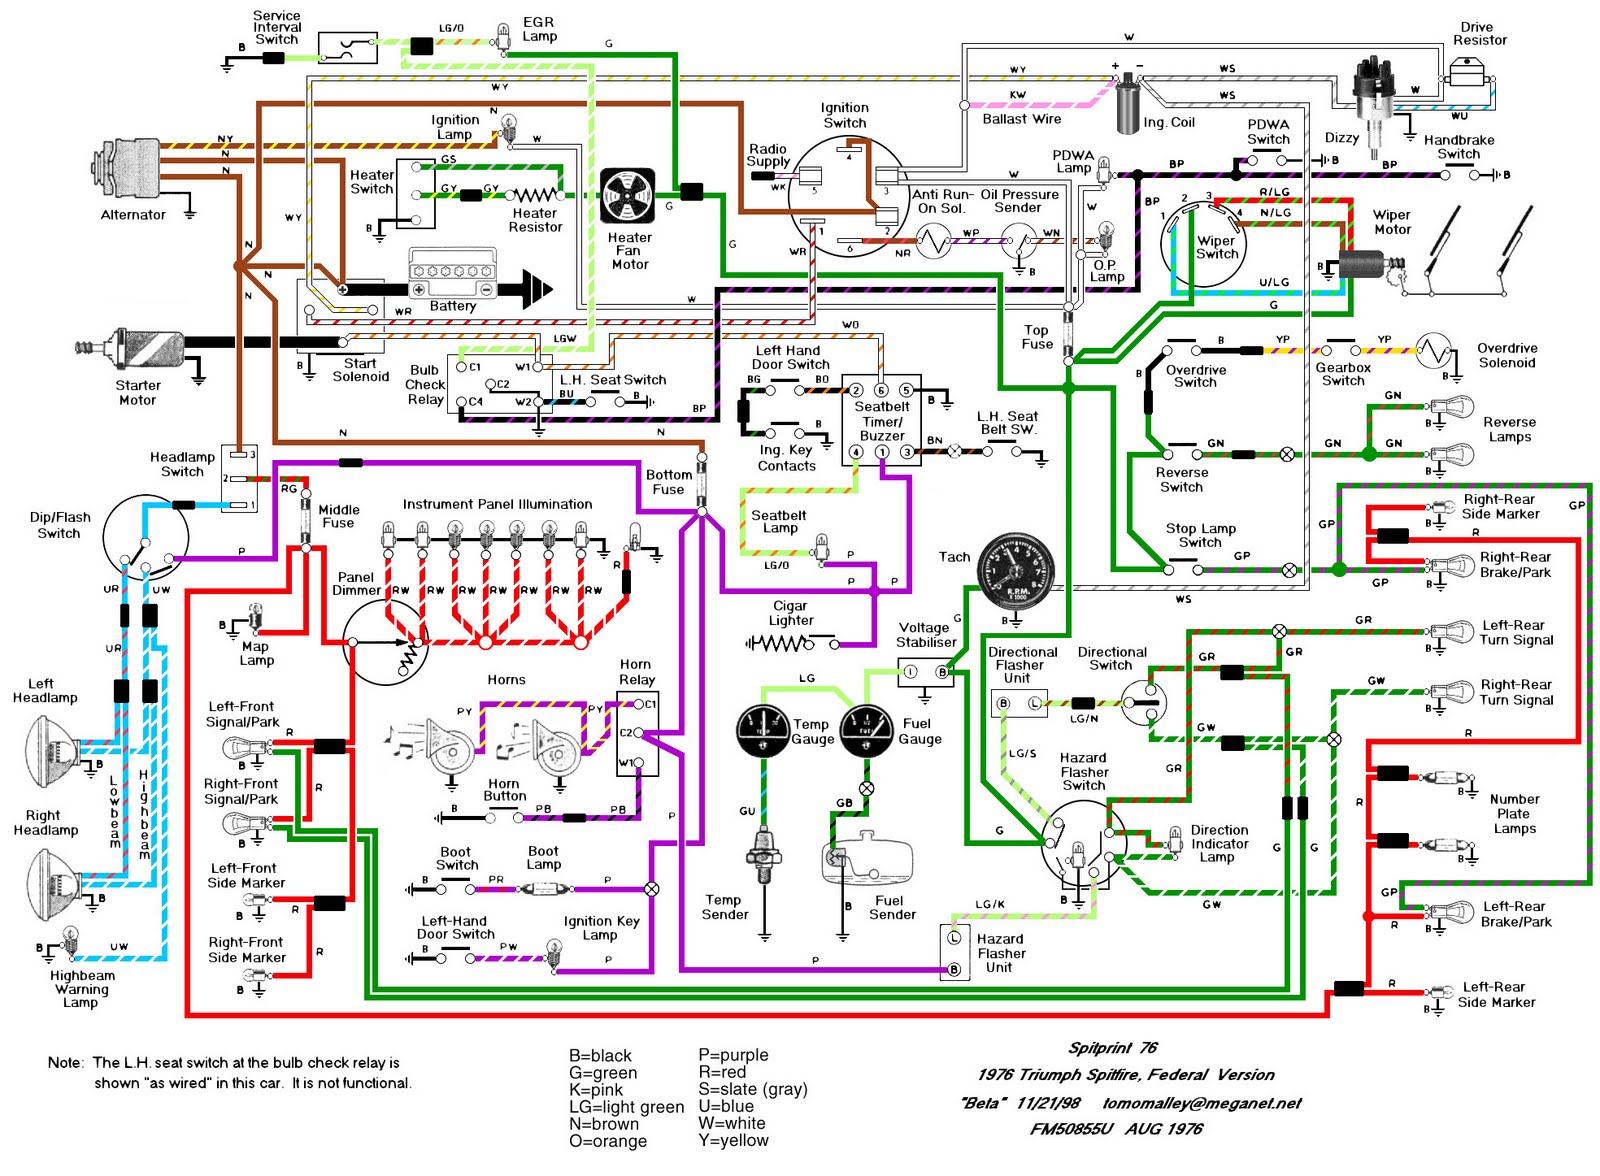 Service
Interval
Switch
B
LG/O
EGR
Lamp
G
W
Drive
Resistor
WY
WY
+
−
WS
WS
KW
Ballast Wire
Ing. Coil
W
WU
Dizzy
N
Ignition
Lamp
W
NY
N
N
Alternator
Ignition
Switch
4
5
3
1
2
6
Radio
Supply
WK
W
W
PDWA
Lamp
PDWA
Switch
B
BP
BP
Handbrake
Switch
B
Heater
Switch
GS
GY
GY
B
Heater
Resistor
Heater
Fan
Motor
G
G
WY
WR
Anti Run-
On Sol.
Oil Pressure
Sender
NR
WP
WN
B
O.P.
Lamp
BP
1
2
3
4
Wiper
Switch
R/LG
N/LG
U/LG
G
B
Wiper
Motor
N
N
N
+
−
Battery
W
WR
WO
LGW
Starter
Motor
B
Start
Solenoid
Top
Fuse
Bulb
Check
Relay
C1
W1
C2
C4
W2
L.H. Seat Switch
BU
B
BP
Left Hand
Door Switch
BG
BO
2
6
5
B
Seatbelt
Timer/
Buzzer
4
1
3
BN
L.H. Seat
Belt SW.
B
Ing. Key
Contacts
Overdrive
Switch
B
YP
Gearbox
Switch
YP
Overdrive
Solenoid
B
GN
Reverse
Lamps
GN
GN
GN
B
Reverse
Switch
N
N
Headlamp
Switch
3
2
1
RG
Middle
Fuse
Bottom
Fuse
Instrument Panel Illumination
Dip/Flash
Switch
P
Panel
Dimmer
RW
RW
RW
RW
RW
RW
RW
R
Seatbelt
Lamp
LG/O
P
P
P
Cigar
Lighter
Tach
R.P.M.
X 1000
B
WS
G
Stop Lamp
Switch
GP
GP
GP
Right-Rear
Side Marker
B
R
Right-Rear
Brake/Park
B
UR
UW
UR
B
Map
Lamp
Voltage
Stabiliser
I
B
Directional
Flasher
Unit
B
L
LG/N
Directional
Switch
GR
GR
GR
GW
GW
Left-Rear
Turn Signal
B
Right-Rear
Turn Signal
B
Left
Headlamp
B
Left-Front
Signal/Park
R
B
Right-Front
Signal/Park
R
B
R
Horns
PY
PY
Horn
Relay
C1
C2
W1
Horn
Button
B
PB
PB
P
LG
Temp
Gauge
Fuel
Gauge
GU
GB
LG/S
G
Hazard
Flasher
Switch
GR
B
Direction
Indicator
Lamp
GW
G
G
R
R
B
B
Number
Plate
Lamps
Lowbeam
Highbeam
Right
Headlamp
B
Boot
Switch
B
PR
Boot
Lamp
P
Left-Front
Side Marker
B
R
R
Right-Front
Side Marker
B
Left-Hand
Door Switch
B
PW
Ignition Key
Lamp
P
P
Temp
Sender
B
Fuel
Sender
LG/K
L
B
Hazard
Flasher
Unit
GP
Left-Rear
Brake/Park
R
B
R
B
Left-Rear
Side Marker
B
UW
Highbeam
Warning
Lamp
Note: The L.H. seat switch at the bulb check relay is
shown "as wired" in this car. It is not functional.
B=black
G=green
K=pink
LG=light green
N=brown
O=orange
P=purple
R=red
S=slate (gray)
U=blue
W=white
Y=yellow
Spitprint 76
1976 Triumph Spitfire, Federal Version
"Beta" 11/21/98 tomomalley@meganet.net
FM50855U AUG 1976